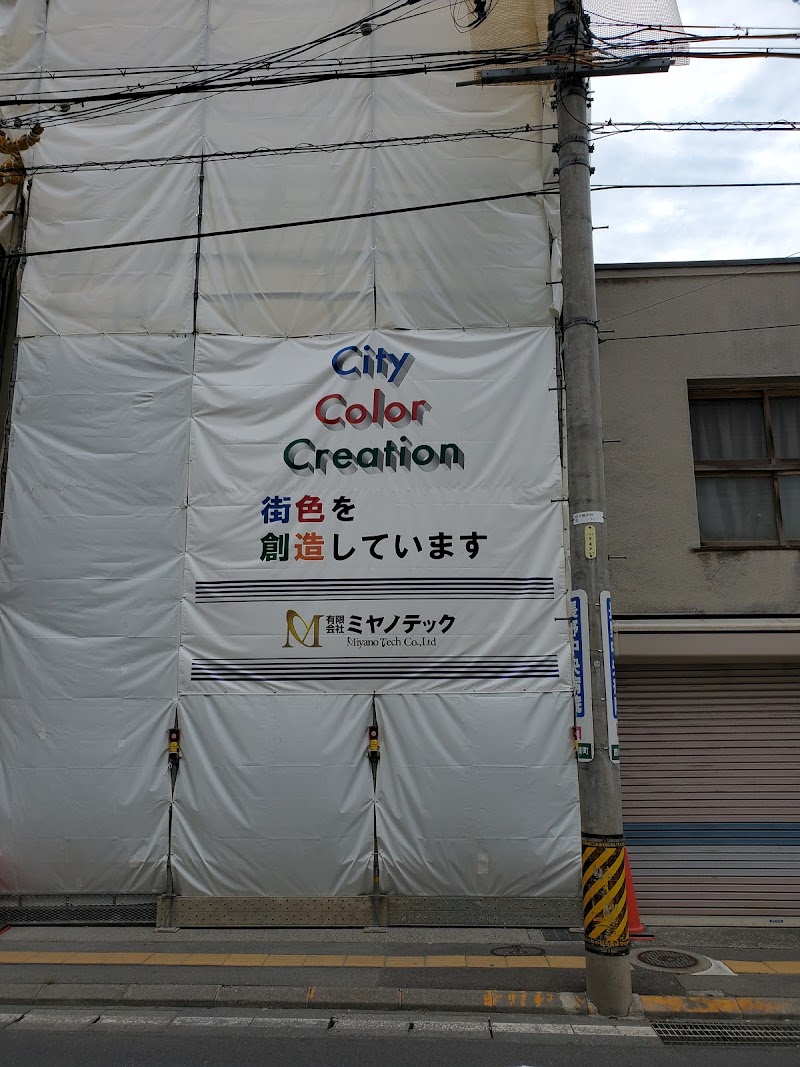 City
Color
Creation
街色を
創造しています
有限会社 ミヤノテック
Miyano Tech Co.,Ltd